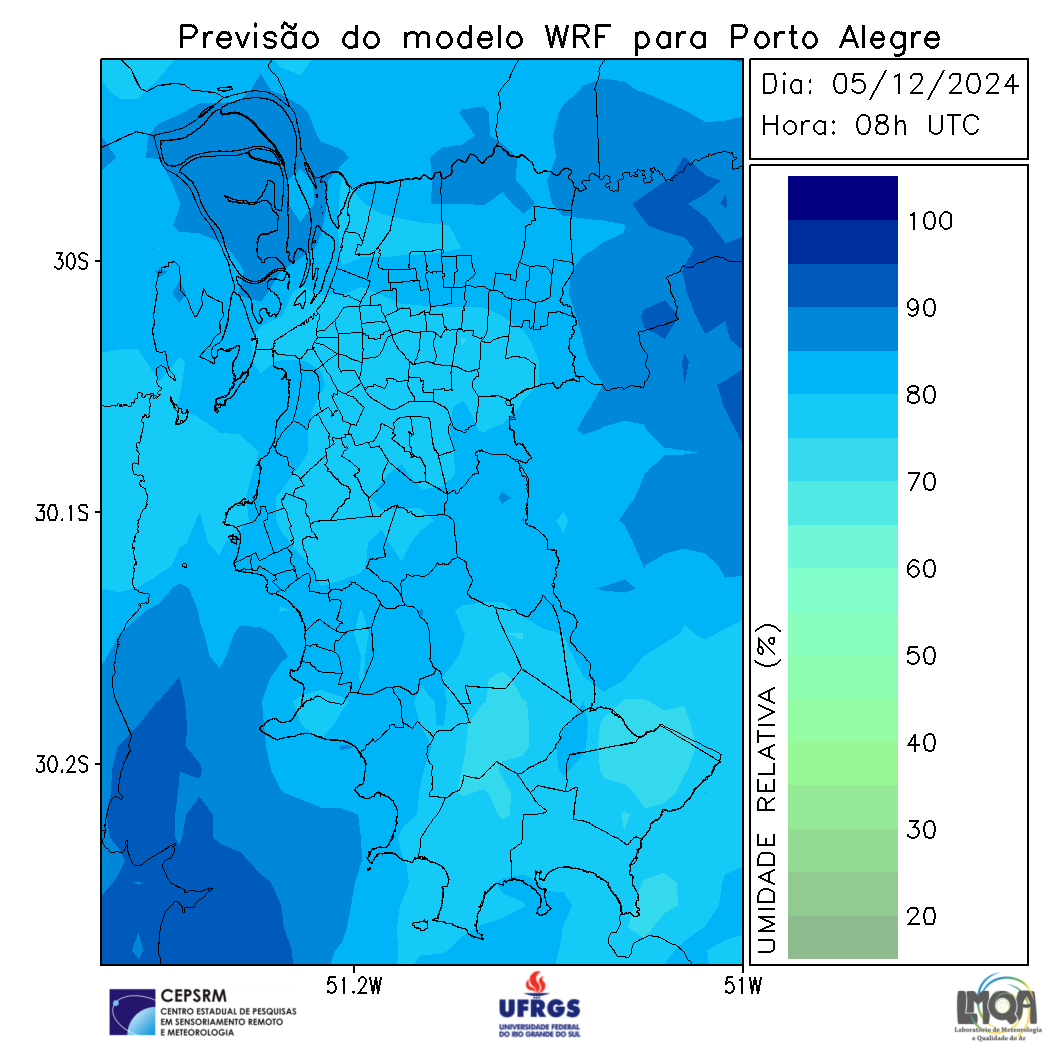 Previsão do modelo WRF para Porto Alegre
Dia: 05/12/2024
Hora: 08h UTC
100
90
80
70
60
50
40
30
20
UMIDADE RELATIVA (%)
30S
30.1S
30.2S
51.2W
51W
CEPSRM
CENTRO ESTADUAL DE PESQUISAS
EM SENSORIAMENTO REMOTO
E METEOROLOGIA
UFRGS
UNIVERSIDADE FEDERAL
DO RIO GRANDE DO SUL
LMQA
Laboratório de Meteorologia
e Qualidade do Ar